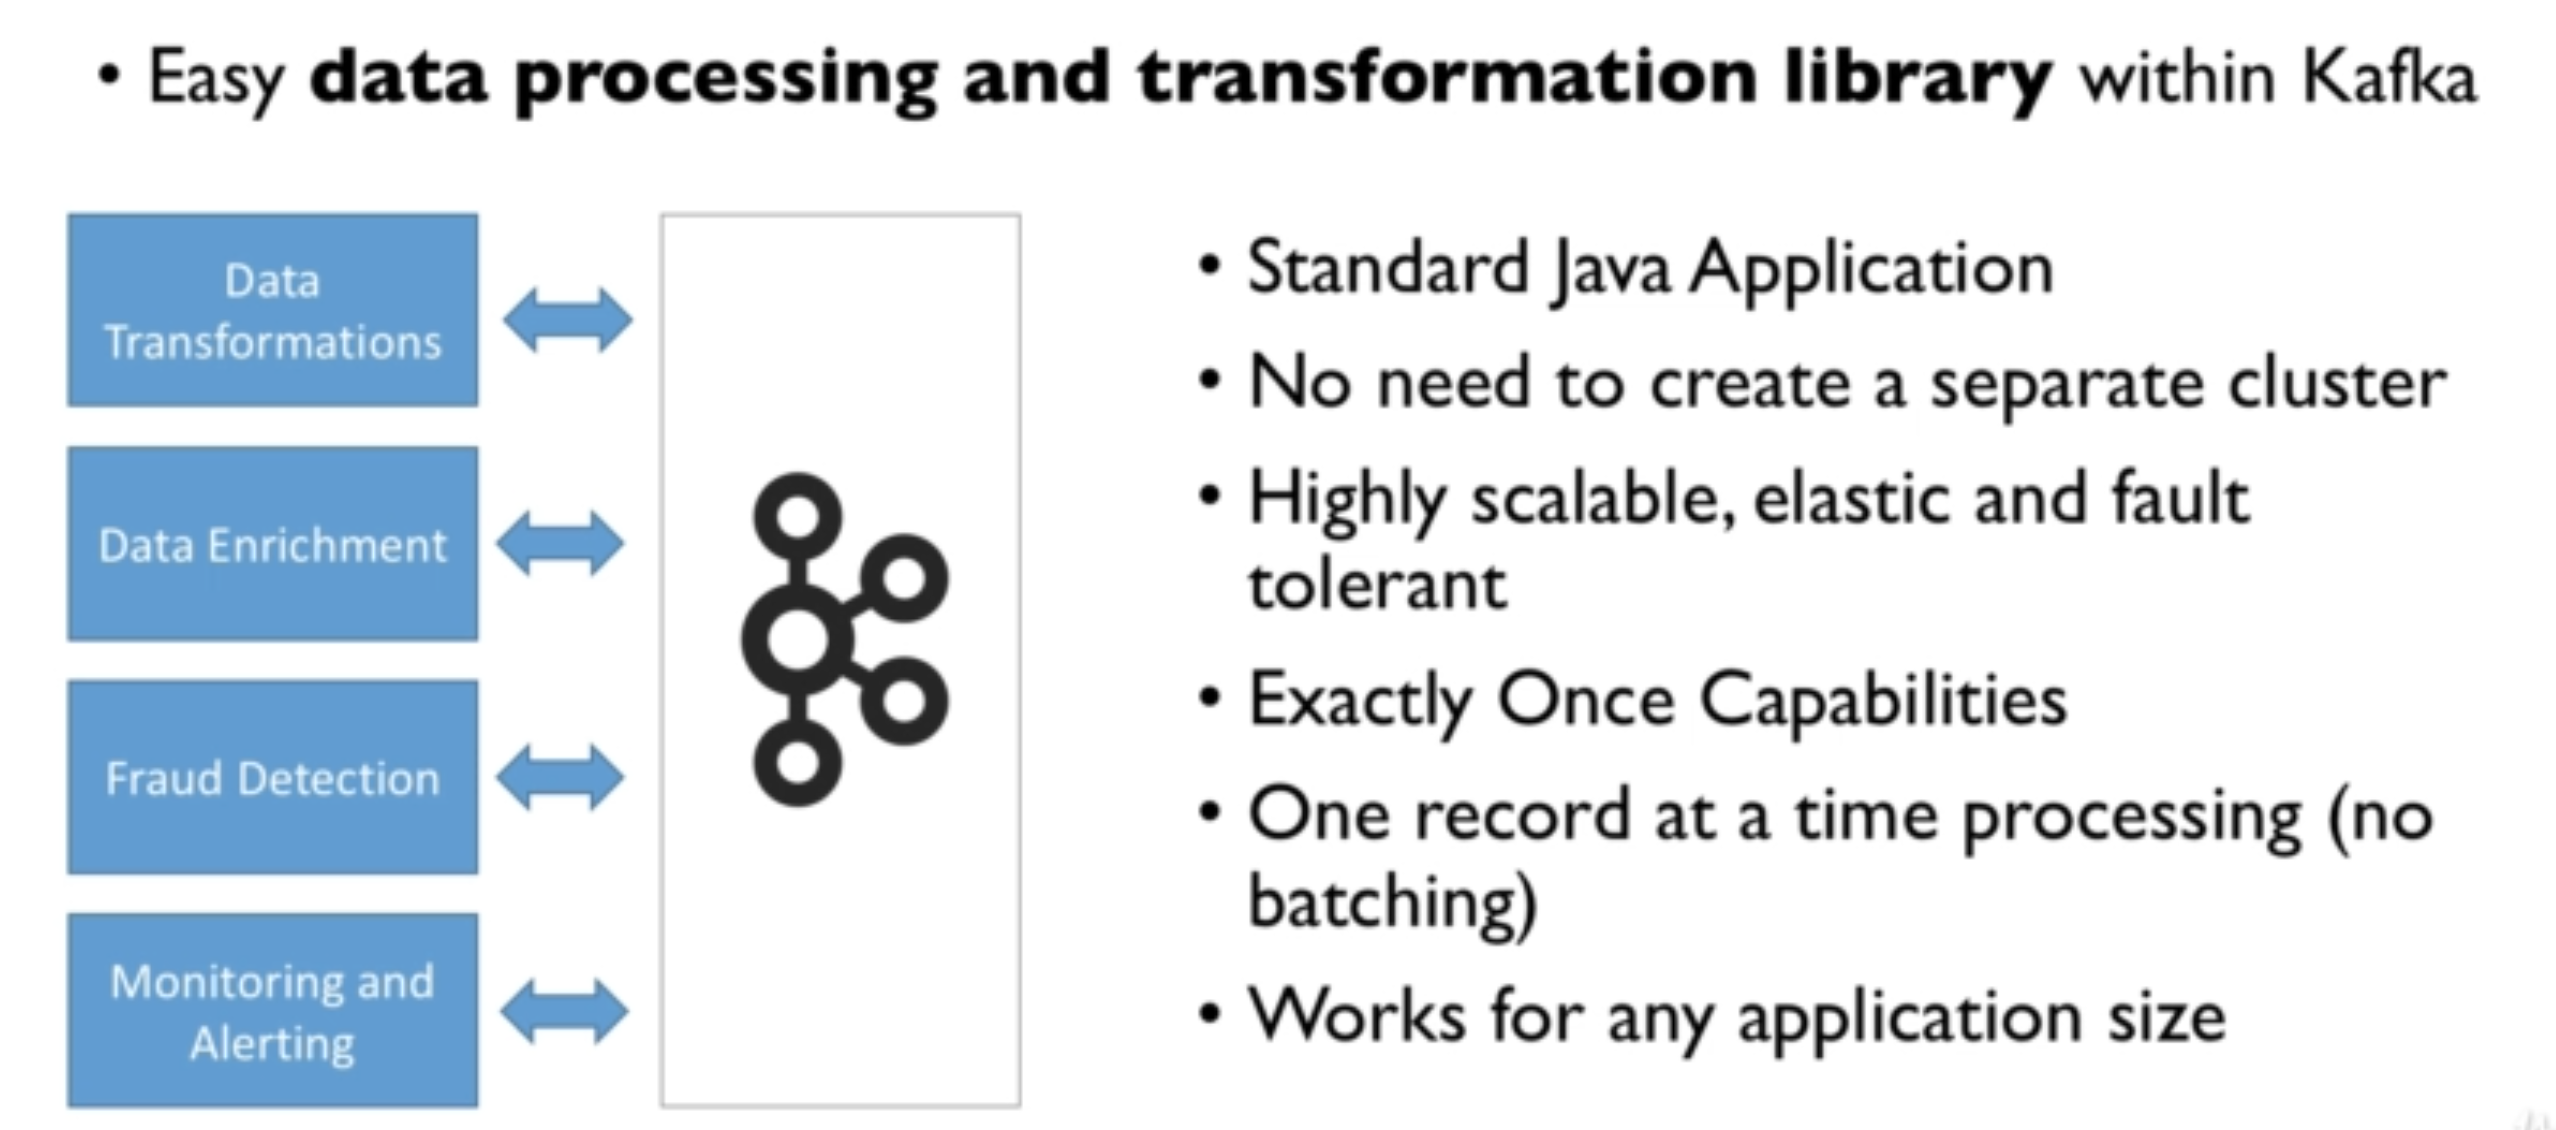 • Easy data processing and transformation library within Kafka
Data
Transformations
Data Enrichment
Fraud Detection
Monitoring and
Alerting
• Standard Java Application
• No need to create a separate cluster
• Highly scalable, elastic and fault
tolerant
• Exactly Once Capabilities
• One record at a time processing (no
batching)
• Works for any application size